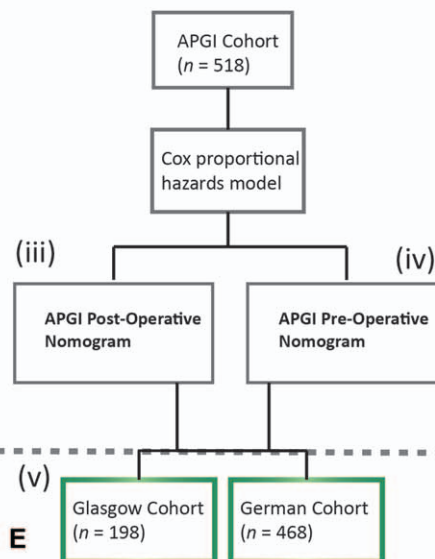 APGI Cohort
(n = 518)
Cox proportional
hazards model
(iii)
(iv)
APGI Post-Operative
Nomogram
APGI Pre-Operative
Nomogram
(v)
Glasgow Cohort
(n = 198)
German Cohort
(n = 468)
E